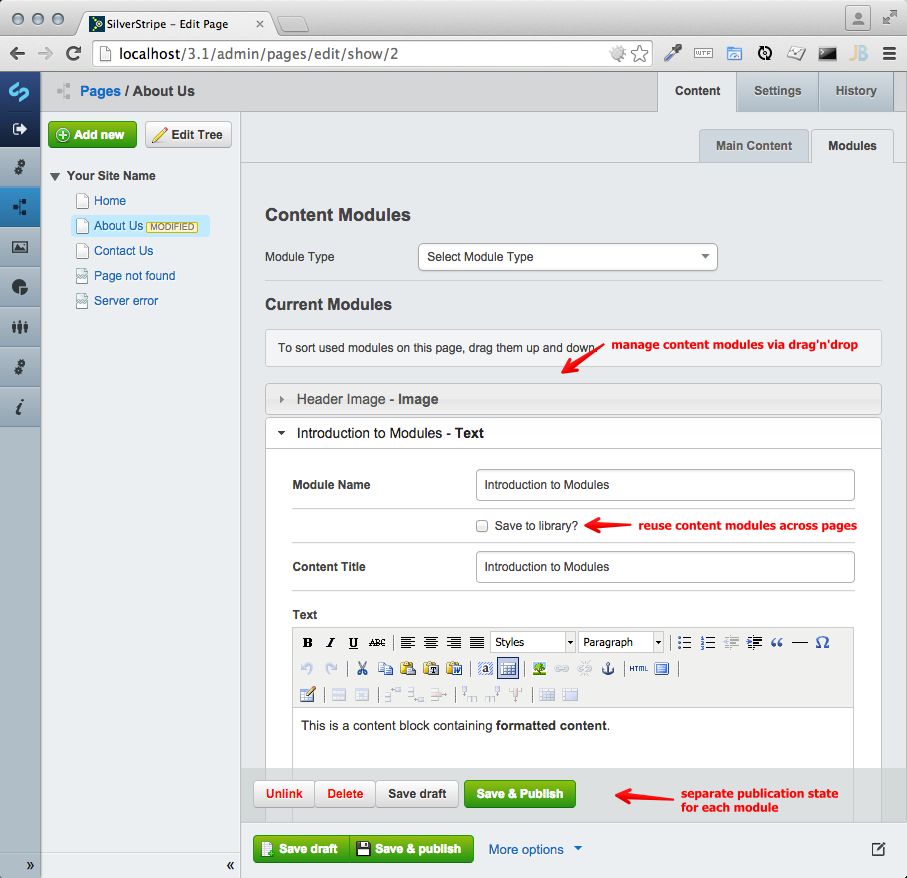 SilverStripe - Edit Page
localhost/3.1/admin/pages/edit/show/2
WTF
JB
Pages / About Us
Content
Settings
History
Add new
Edit Tree
Main Content
Modules
Your Site Name
Home
About Us MODIFIED
Contact Us
Page not found
Server error
Content Modules
Module Type
Select Module Type
Current Modules
To sort used modules on this page, drag them up and down.
manage content modules via drag'n'drop
Header Image - Image
Introduction to Modules - Text
Module Name
Introduction to Modules
Save to library?
reuse content modules across pages
Content Title
Introduction to Modules
Text
B I U ABC Styles Paragraph
HTML
This is a content block containing formatted content.
Unlink
Delete
Save draft
Save & Publish
separate publication state
for each module
Save draft
Save & publish
More options
»
«